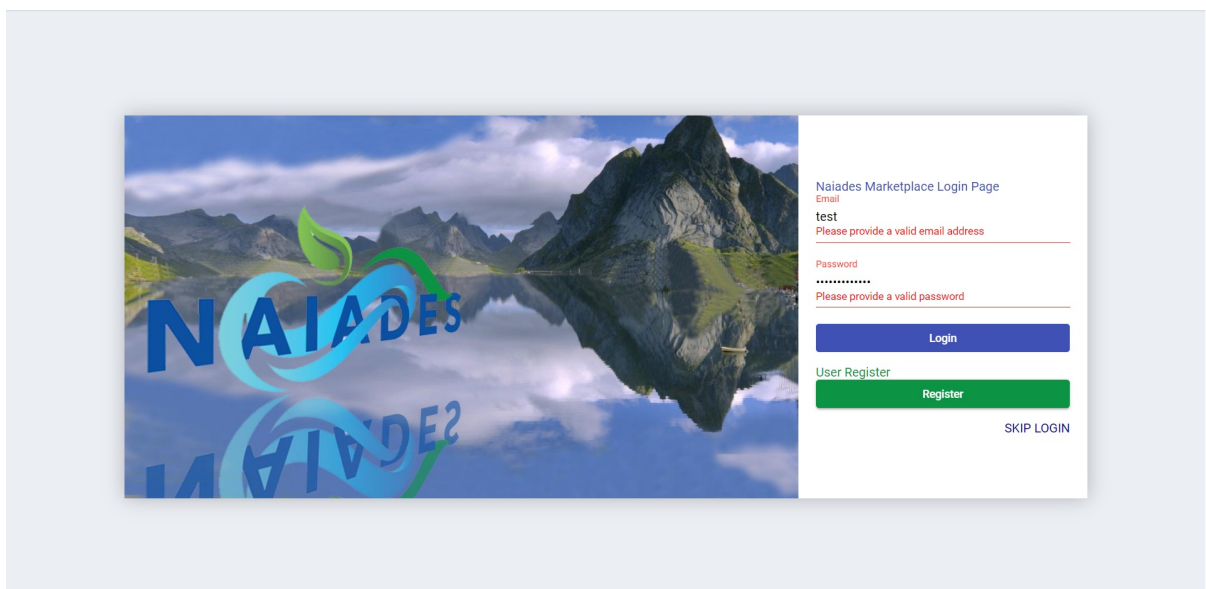 NAIADES
Naiades Marketplace Login Page
Email
test
Please provide a valid email address
Password
•••••••••••••
Please provide a valid password
Login
User Register
Register
SKIP LOGIN